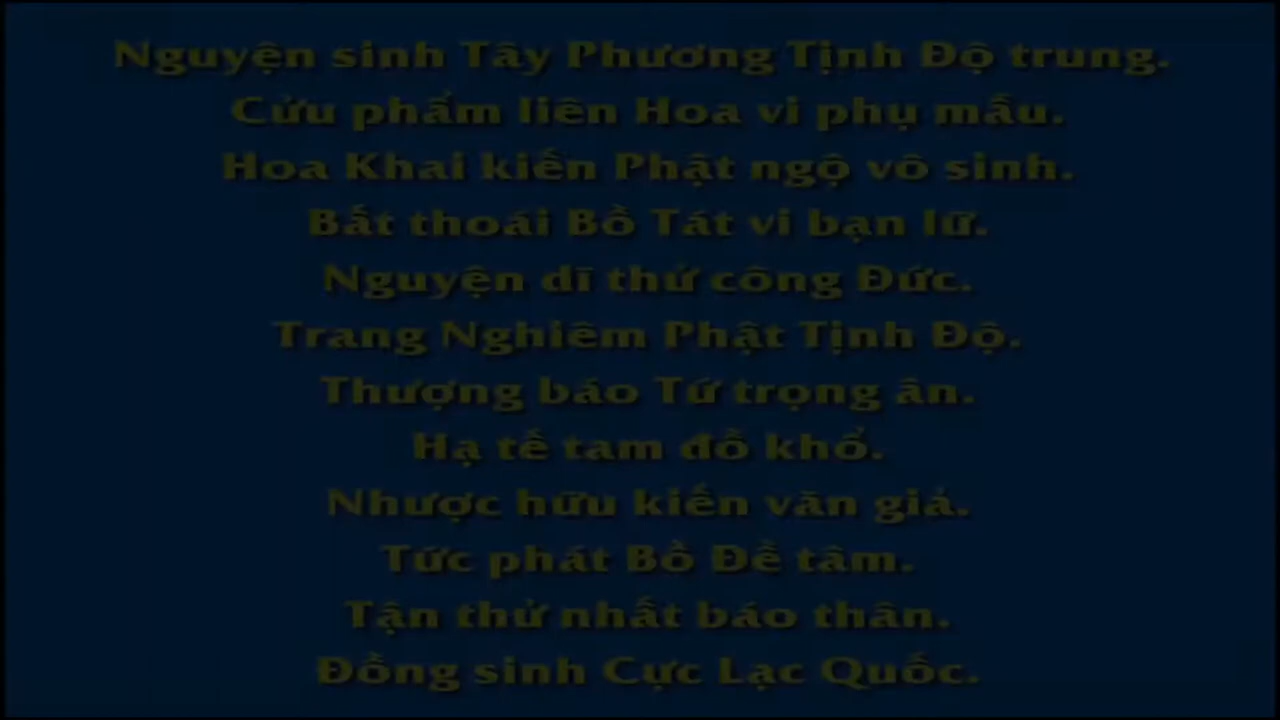 Nguyện sinh Tây Phương Tịnh Độ trung.
Cửu phẩm liên Hoa vi phụ mẫu.
Hoa Khai kiến Phật ngộ vô sinh.
Bất thoái Bồ Tát vi bạn lữ.
Nguyện dĩ thử công Đức.
Trang Nghiêm Phật Tịnh Độ.
Thượng báo Tứ trọng ân.
Hạ tế tam đồ khổ.
Nhược hữu kiến văn giả.
Tức phát Bồ Đề tâm.
Tận thử nhất báo thân.
Đồng sinh Cực Lạc Quốc.